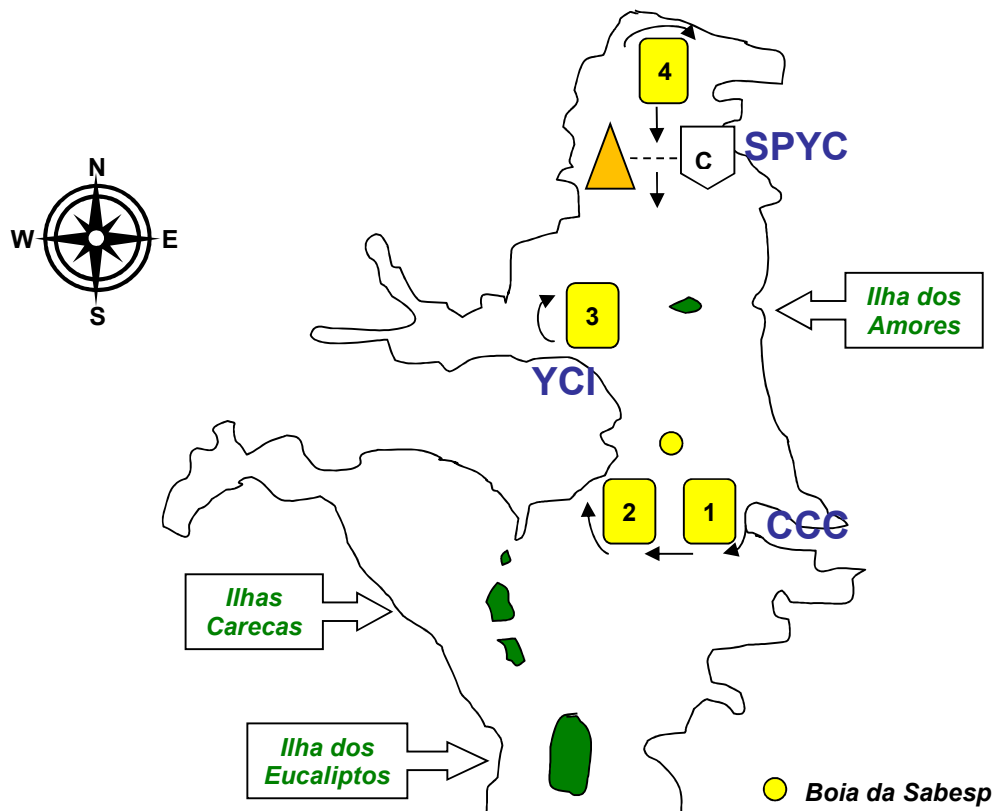 4
C
SPYC
N
W
E
S
3
Ilha dos
Amores
YCI
2
1
CCC
Ilhas
Carecas
Ilha dos
Eucaliptos
Boia da Sabesp